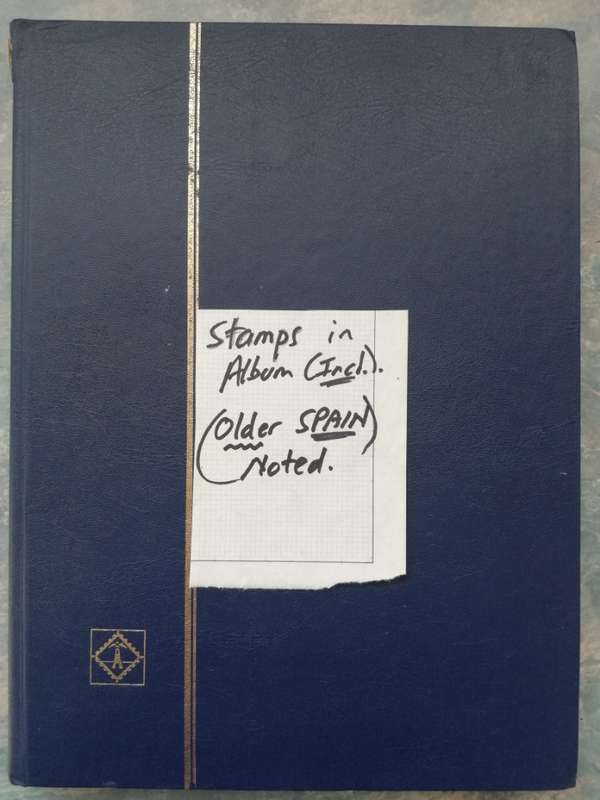 Stamps in
Album (Incl.).
(Older SPAIN)
Noted.